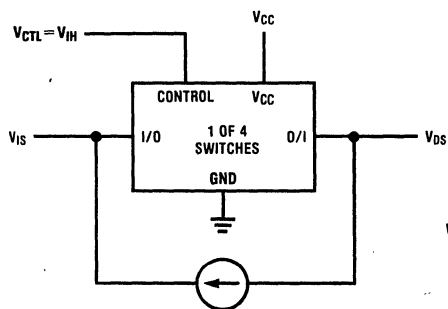 V_CTL = V_IH
V_CC
CONTROL
V_CC
V_IS
I/O
1 OF 4
SWITCHES
O/I
V_DS
GND